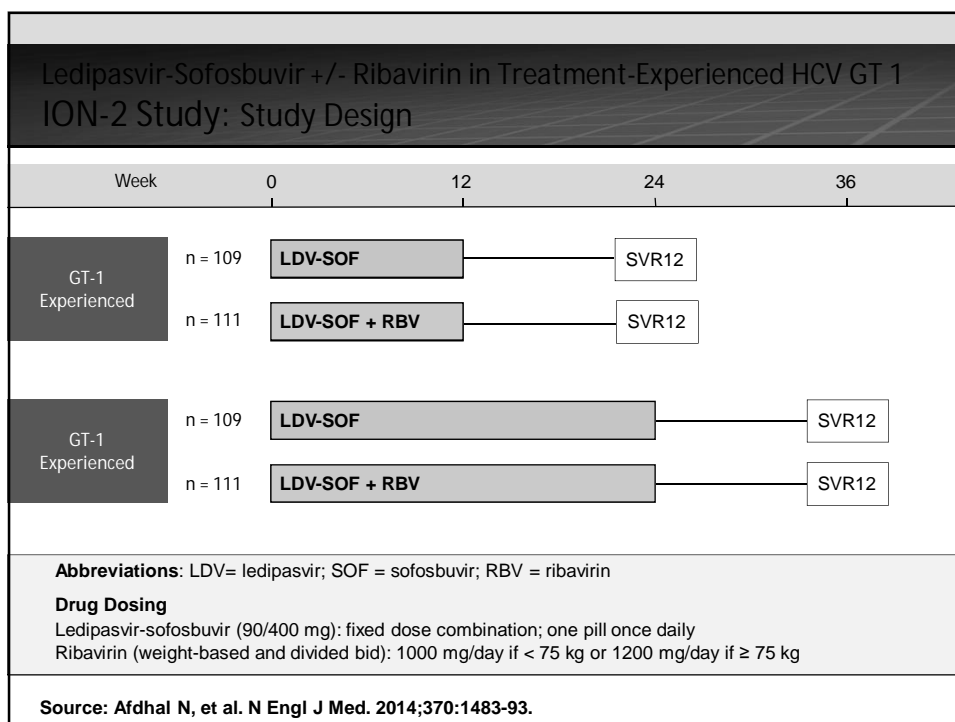 Ledipasvir-Sofosbuvir +/- Ribavirin in Treatment-Experienced HCV GT 1
ION-2 Study: Study Design
Week 0 12 24 36
GT-1
Experienced
n = 109 LDV-SOF SVR12
n = 111 LDV-SOF + RBV SVR12
GT-1
Experienced
n = 109 LDV-SOF SVR12
n = 111 LDV-SOF + RBV SVR12
Abbreviations: LDV= ledipasvir; SOF = sofosbuvir; RBV = ribavirin
Drug Dosing
Ledipasvir-sofosbuvir (90/400 mg): fixed dose combination; one pill once daily
Ribavirin (weight-based and divided bid): 1000 mg/day if < 75 kg or 1200 mg/day if ≥ 75 kg
Source: Afdhal N, et al. N Engl J Med. 2014;370:1483-93.